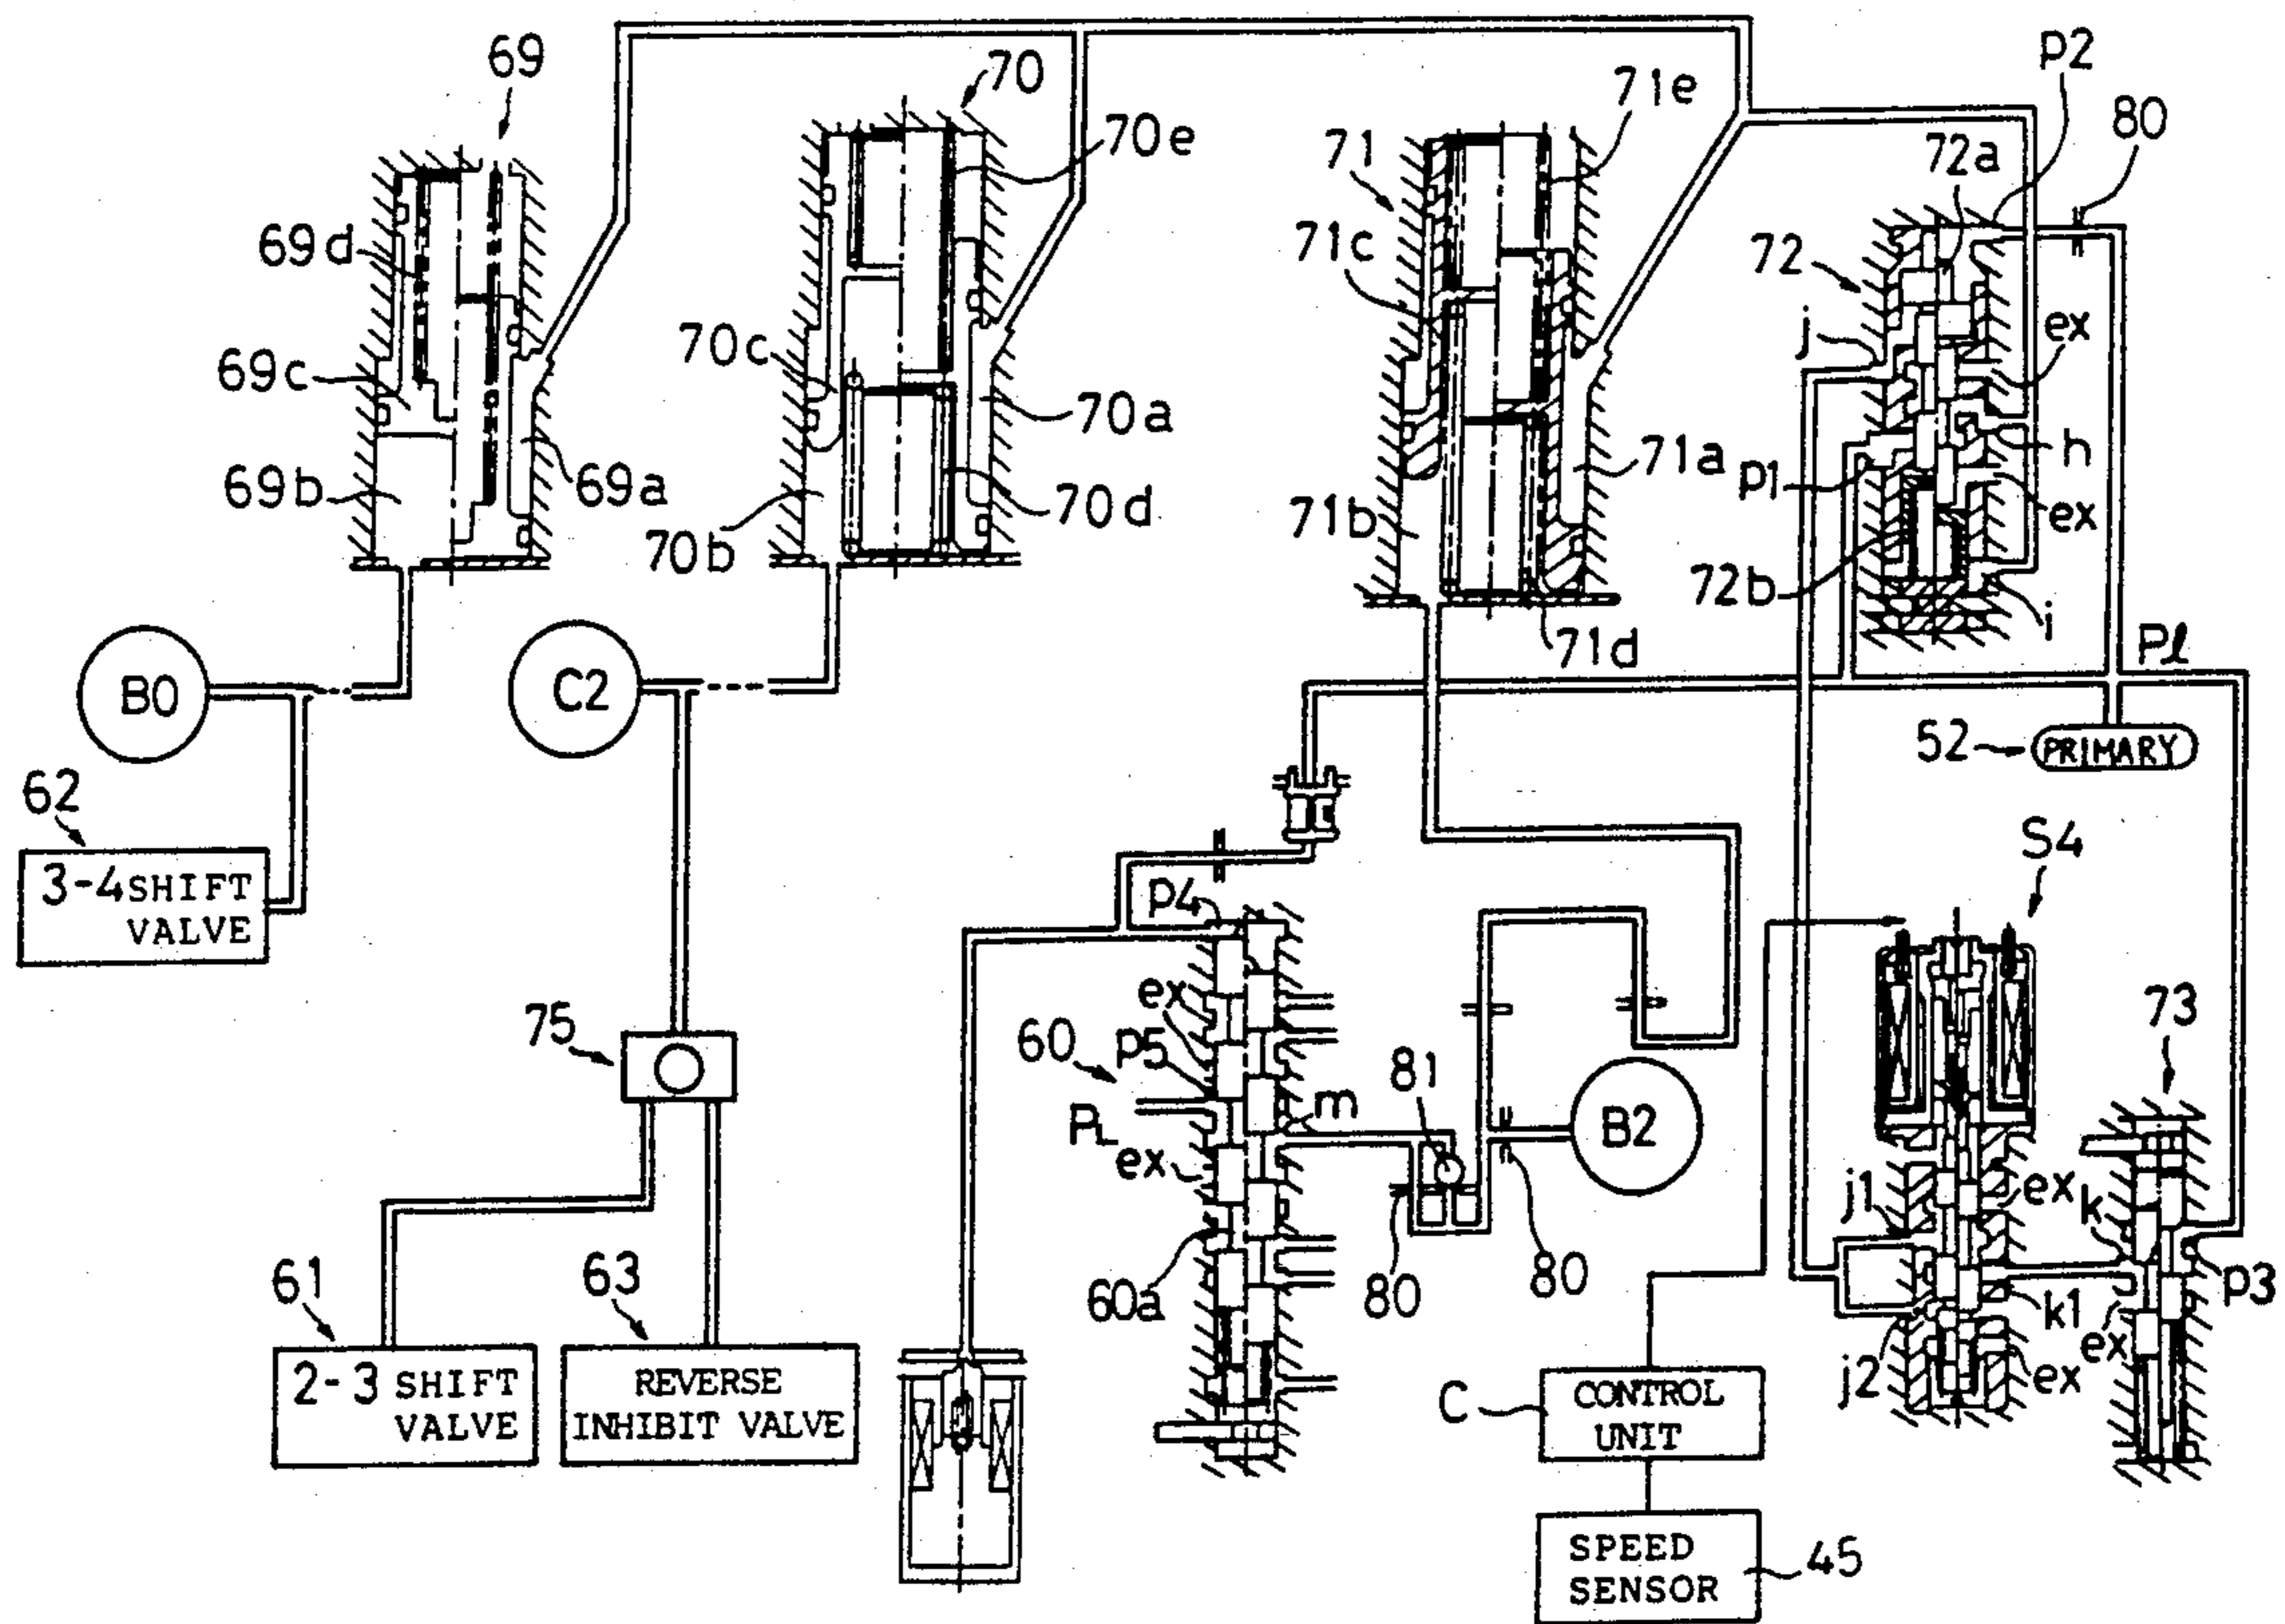 69
70
70e
71e
71
p2
80
72a
69d
71c
72
ex
j
70c
69c
70a
h
71a
p1
69b
69a
70d
71b
ex
70b
72b
i
71d
Pl
B0
C2
52
PRIMARY
62
S4
3-4 SHIFT
VALVE
p4
ex
73
75
p5
60
81
m
PL
B2
ex
j1
ex
k
61
63
60a
80
80
k1
p3
ex
2-3 SHIFT
VALVE
REVERSE
INHIBIT VALVE
j2
ex
C
CONTROL
UNIT
SPEED
SENSOR
45